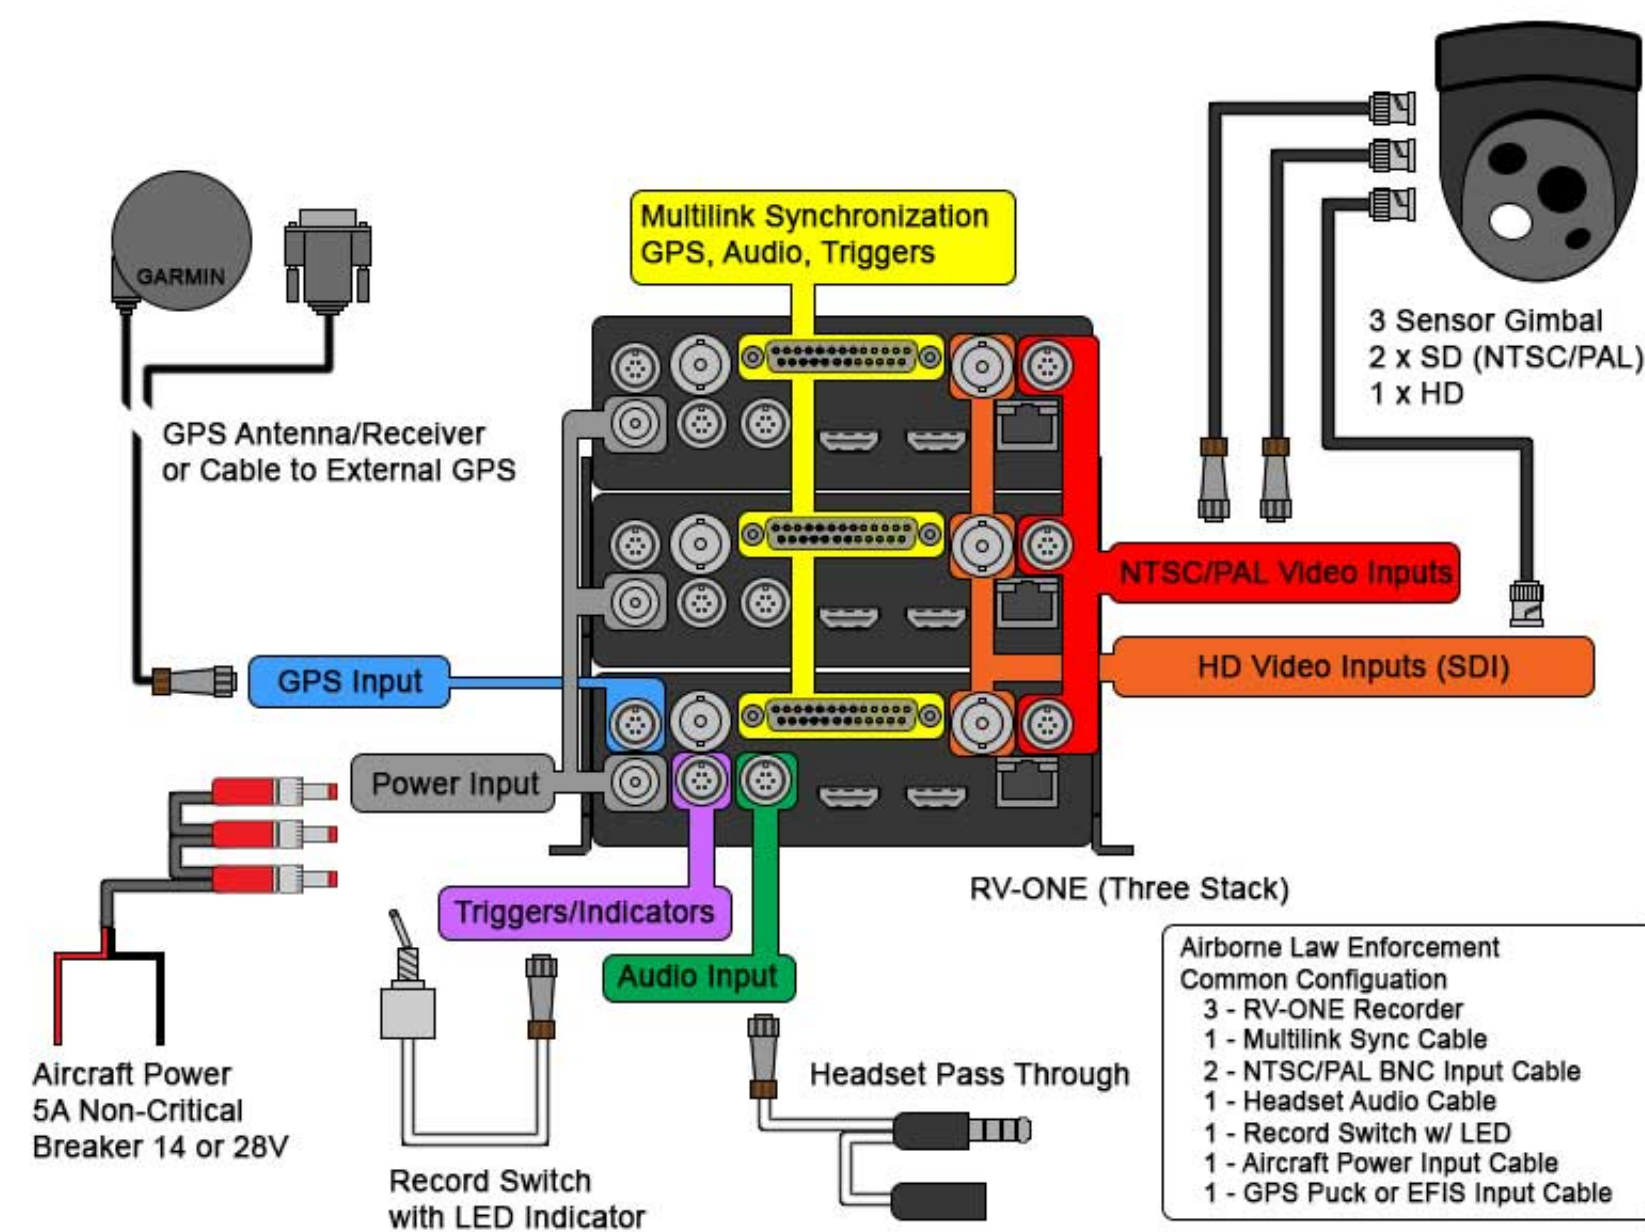 Multilink Synchronization
GPS, Audio, Triggers
GARMIN
3 Sensor Gimbal
2 x SD (NTSC/PAL)
1 x HD
GPS Antenna/Receiver
or Cable to External GPS
NTSC/PAL Video Inputs
HD Video Inputs (SDI)
GPS Input
Power Input
Triggers/Indicators
Audio Input
RV-ONE (Three Stack)
Aircraft Power
5A Non-Critical
Breaker 14 or 28V
Record Switch
with LED Indicator
Headset Pass Through
Airborne Law Enforcement
Common Configuation
3 - RV-ONE Recorder
1 - Multilink Sync Cable
2 - NTSC/PAL BNC Input Cable
1 - Headset Audio Cable
1 - Record Switch w/ LED
1 - Aircraft Power Input Cable
1 - GPS Puck or EFIS Input Cable